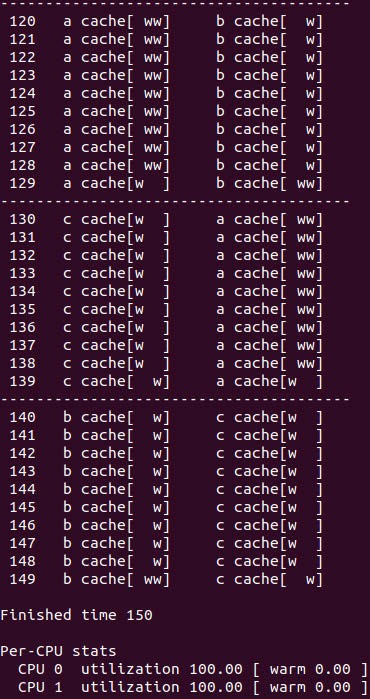 ----------------------------------------
 120   a cache[ ww]     b cache[  w]
 121   a cache[ ww]     b cache[  w]
 122   a cache[ ww]     b cache[  w]
 123   a cache[ ww]     b cache[  w]
 124   a cache[ ww]     b cache[  w]
 125   a cache[ ww]     b cache[  w]
 126   a cache[ ww]     b cache[  w]
 127   a cache[ ww]     b cache[  w]
 128   a cache[ ww]     b cache[  w]
 129   a cache[w  ]     b cache[ ww]
----------------------------------------
 130   c cache[w  ]     a cache[ ww]
 131   c cache[w  ]     a cache[ ww]
 132   c cache[w  ]     a cache[ ww]
 133   c cache[w  ]     a cache[ ww]
 134   c cache[w  ]     a cache[ ww]
 135   c cache[w  ]     a cache[ ww]
 136   c cache[w  ]     a cache[ ww]
 137   c cache[w  ]     a cache[ ww]
 138   c cache[w  ]     a cache[ ww]
 139   c cache[  w]     a cache[w  ]
----------------------------------------
 140   b cache[  w]     c cache[w  ]
 141   b cache[  w]     c cache[w  ]
 142   b cache[  w]     c cache[w  ]
 143   b cache[  w]     c cache[w  ]
 144   b cache[  w]     c cache[w  ]
 145   b cache[  w]     c cache[w  ]
 146   b cache[  w]     c cache[w  ]
 147   b cache[  w]     c cache[w  ]
 148   b cache[  w]     c cache[w  ]
 149   b cache[ ww]     c cache[  w]
Finished time 150
Per-CPU stats
  CPU 0  utilization 100.00 [ warm 0.00 ]
  CPU 1  utilization 100.00 [ warm 0.00 ]